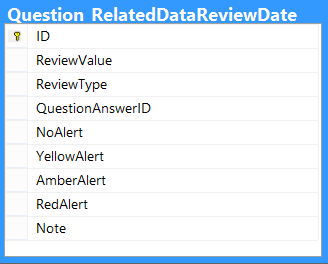 Question_RelatedDataReviewDate
ID
ReviewValue
ReviewType
QuestionAnswerID
NoAlert
YellowAlert
AmberAlert
RedAlert
Note